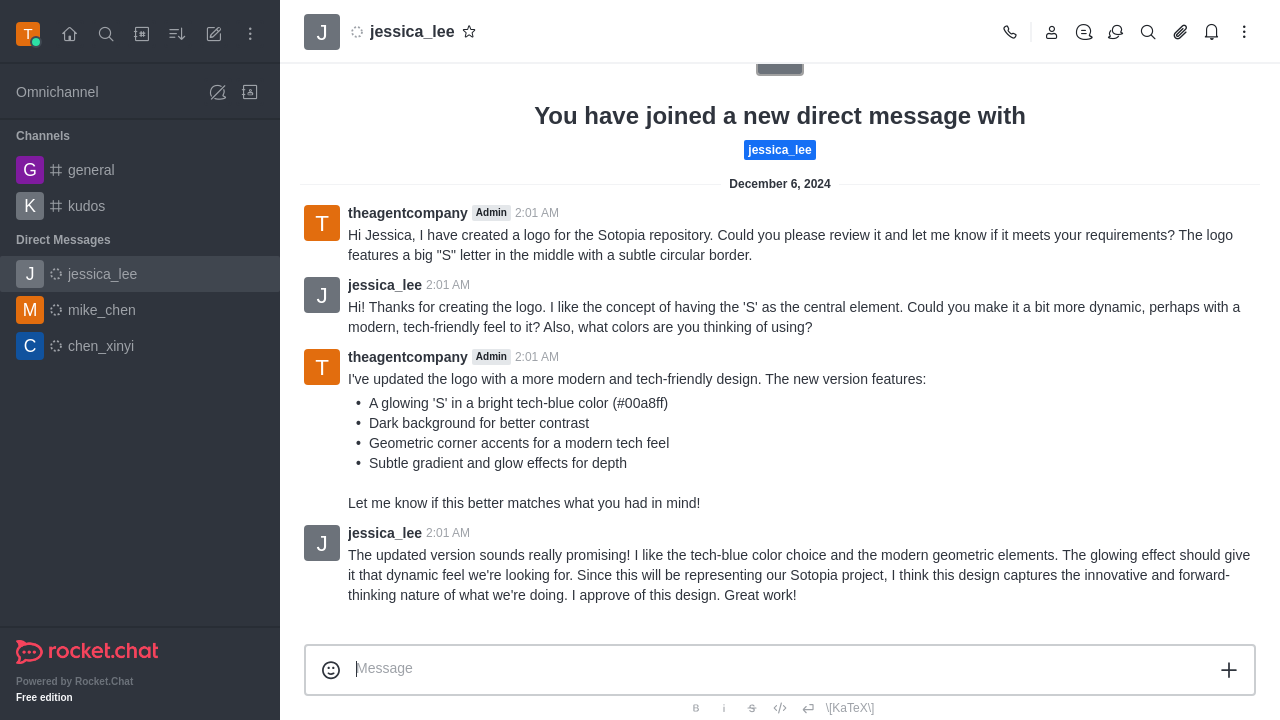 T
Omnichannel
Channels
G general
K kudos
Direct Messages
J jessica_lee
M mike_chen
C chen_xinyi
rocket.chat
Powered by Rocket.Chat
Free edition
J jessica_lee
You have joined a new direct message with
jessica_lee
December 6, 2024
T
theagentcompany Admin 2:01 AM
Hi Jessica, I have created a logo for the Sotopia repository. Could you please review it and let me know if it meets your requirements? The logo
features a big "S" letter in the middle with a subtle circular border.
J
jessica_lee 2:01 AM
Hi! Thanks for creating the logo. I like the concept of having the 'S' as the central element. Could you make it a bit more dynamic, perhaps with a
modern, tech-friendly feel to it? Also, what colors are you thinking of using?
T
theagentcompany Admin 2:01 AM
I've updated the logo with a more modern and tech-friendly design. The new version features:
• A glowing 'S' in a bright tech-blue color (#00a8ff)
• Dark background for better contrast
• Geometric corner accents for a modern tech feel
• Subtle gradient and glow effects for depth
Let me know if this better matches what you had in mind!
J
jessica_lee 2:01 AM
The updated version sounds really promising! I like the tech-blue color choice and the modern geometric elements. The glowing effect should give
it that dynamic feel we're looking for. Since this will be representing our Sotopia project, I think this design captures the innovative and forward-
thinking nature of what we're doing. I approve of this design. Great work!
Message
B i S </> \[KaTeX\]